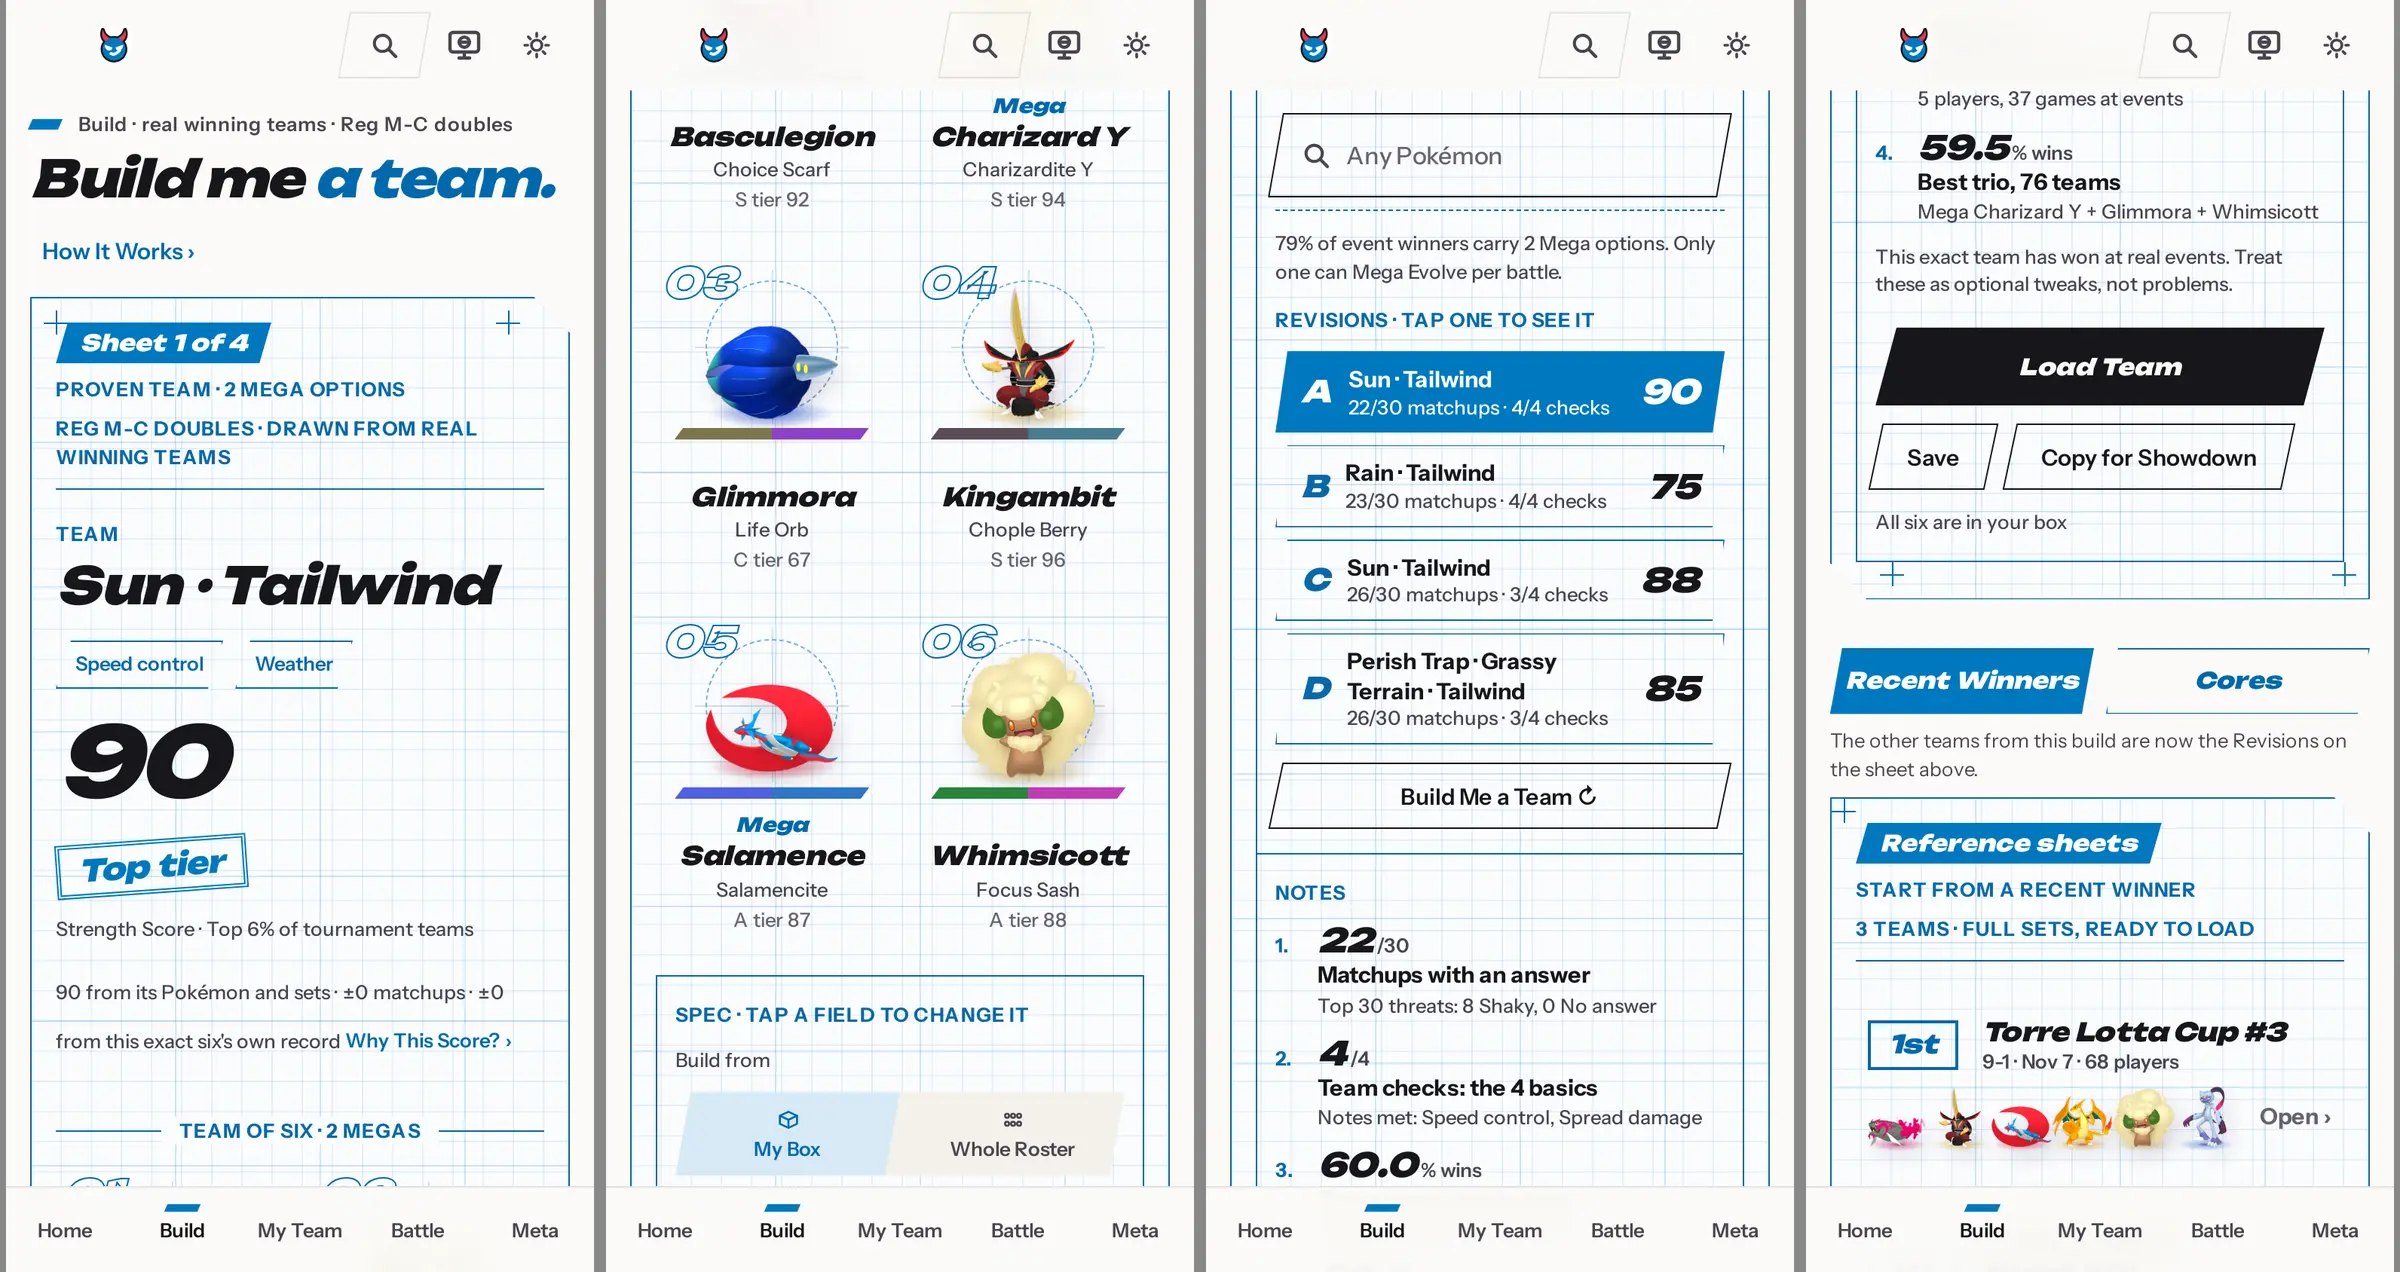 Build · real winning teams · Reg M-C doubles
Build me a team.
How It Works ›
Sheet 1 of 4
PROVEN TEAM · 2 MEGA OPTIONS
REG M-C DOUBLES · DRAWN FROM REAL
WINNING TEAMS
TEAM
Sun · Tailwind
Speed control
Weather
90
Top tier
Strength Score · Top 6% of tournament teams
90 from its Pokémon and sets · ±0 matchups · ±0
from this exact six's own record Why This Score? ›
TEAM OF SIX · 2 MEGAS
Home
Build
My Team
Battle
Meta
Basculegion
Choice Scarf
S tier 92
Mega
Charizard Y
Charizardite Y
S tier 94
03
Glimmora
Life Orb
C tier 67
04
Kingambit
Chople Berry
S tier 96
05
Mega
Salamence
Salamencite
A tier 87
06
Whimsicott
Focus Sash
A tier 88
SPEC · TAP A FIELD TO CHANGE IT
Build from
My Box
Whole Roster
Home
Build
My Team
Battle
Meta
Any Pokémon
79% of event winners carry 2 Mega options. Only
one can Mega Evolve per battle.
REVISIONS · TAP ONE TO SEE IT
A
Sun · Tailwind
22/30 matchups · 4/4 checks
90
B
Rain · Tailwind
23/30 matchups · 4/4 checks
75
C
Sun · Tailwind
26/30 matchups · 3/4 checks
88
D
Perish Trap · Grassy
Terrain · Tailwind
26/30 matchups · 3/4 checks
85
Build Me a Team ↻
NOTES
1. 22/30
Matchups with an answer
Top 30 threats: 8 Shaky, 0 No answer
2. 4/4
Team checks: the 4 basics
Notes met: Speed control, Spread damage
3. 60.0% wins
Home
Build
My Team
Battle
Meta
5 players, 37 games at events
4. 59.5% wins
Best trio, 76 teams
Mega Charizard Y + Glimmora + Whimsicott
This exact team has won at real events. Treat
these as optional tweaks, not problems.
Load Team
Save
Copy for Showdown
All six are in your box
Recent Winners
Cores
The other teams from this build are now the Revisions on
the sheet above.
Reference sheets
START FROM A RECENT WINNER
3 TEAMS · FULL SETS, READY TO LOAD
1st
Torre Lotta Cup #3
9-1 · Nov 7 · 68 players
Open ›
Home
Build
My Team
Battle
Meta